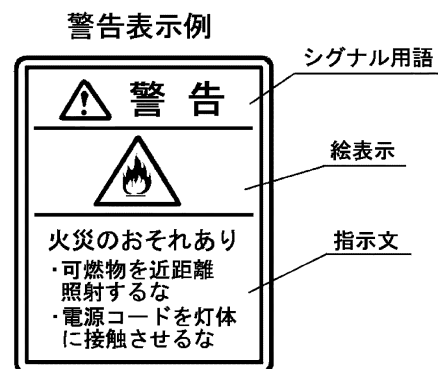 警告表示例
シグナル用語
警告
絵表示
火災のおそれあり
指示文
・可燃物を近距離
照射するな
・電源コードを灯体
に接触させるな